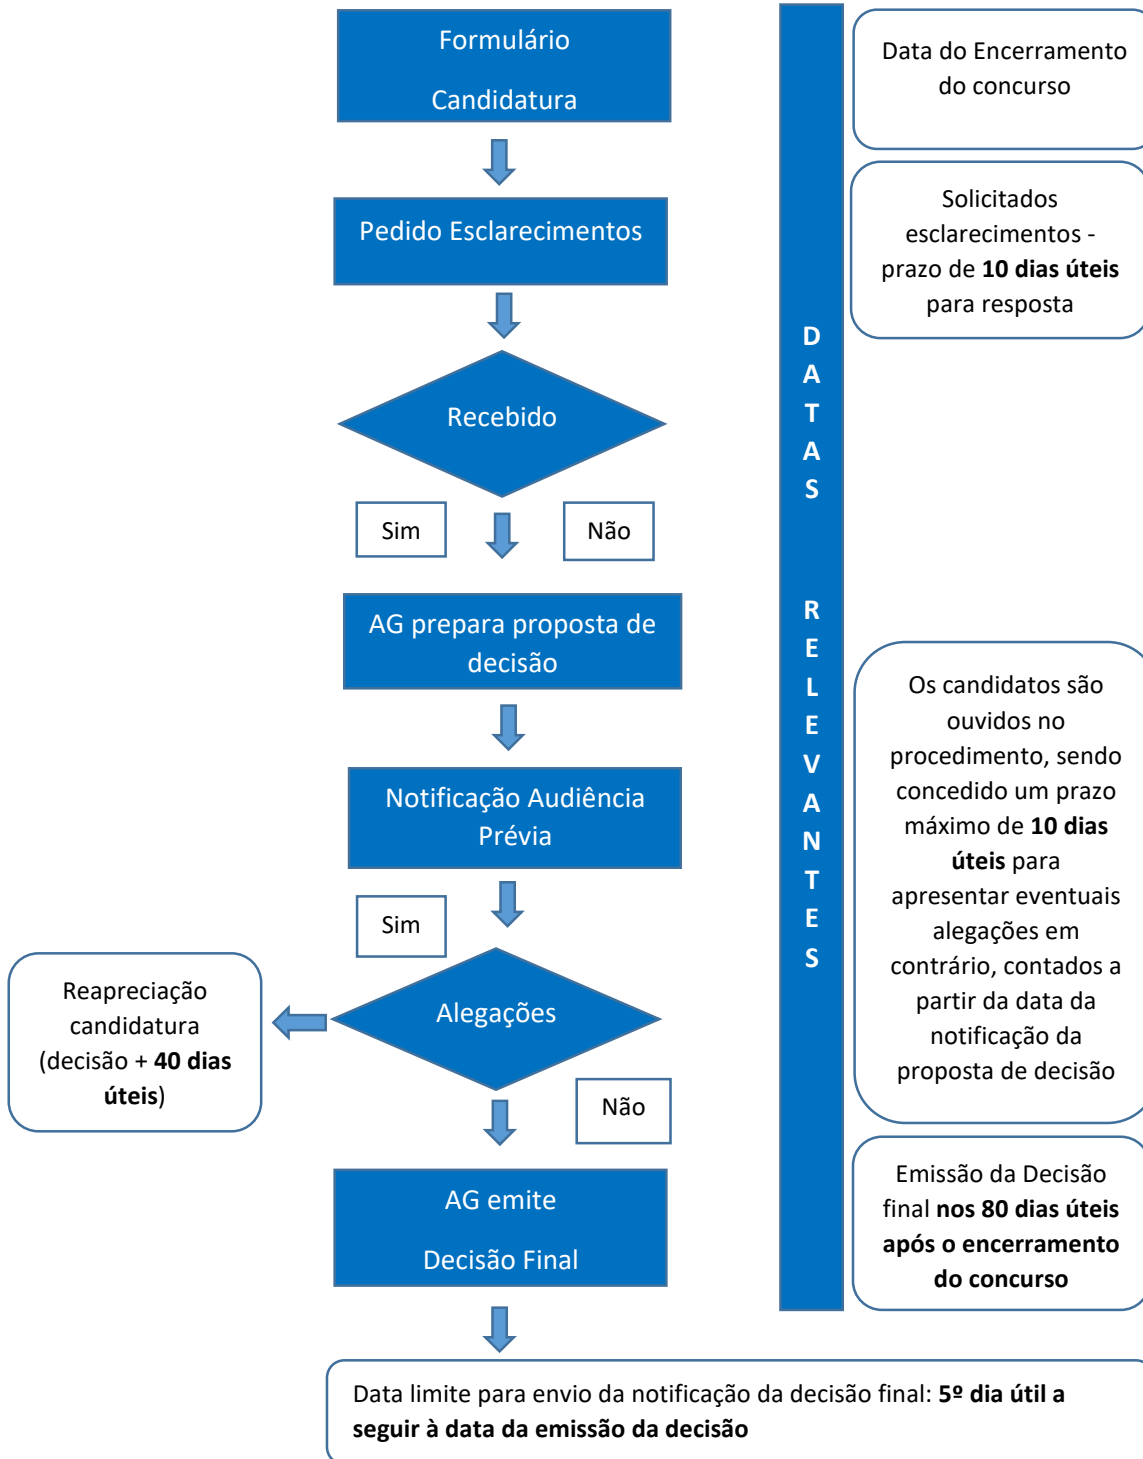 Formulário
Candidatura
Data do Encerramento
do concurso
Pedido Esclarecimentos
Solicitados
esclarecimentos -
prazo de 10 dias úteis
para resposta
Recebido
Sim
Não
DATAS RELEVANTES
AG prepara proposta de
decisão
Notificação Audiência
Prévia
Os candidatos são
ouvidos no
procedimento, sendo
concedido um prazo
máximo de 10 dias
úteis para
apresentar eventuais
alegações em
contrário, contados a
partir da data da
notificação da
proposta de decisão
Sim
Alegações
Reapreciação
candidatura
(decisão + 40 dias
úteis)
Não
AG emite
Decisão Final
Emissão da Decisão
final nos 80 dias úteis
após o encerramento
do concurso
Data limite para envio da notificação da decisão final: 5º dia útil a
seguir à data da emissão da decisão